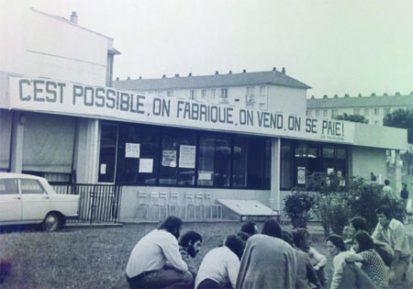 C'EST POSSIBLE, ON FABRIQUE, ON VEND, ON SE PAIE!